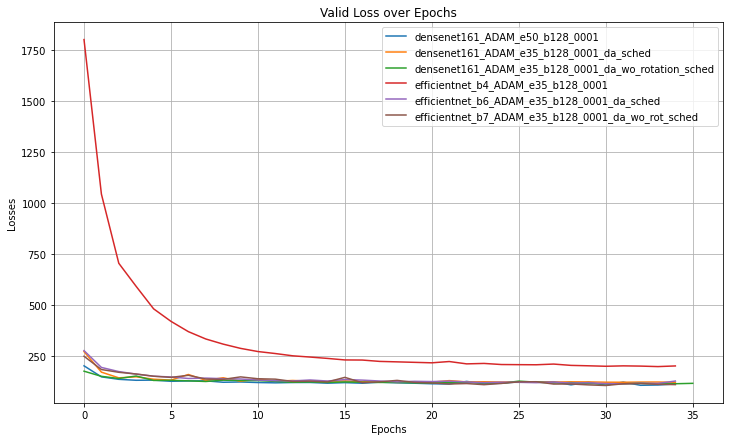 Valid Loss over Epochs
densenet161_ADAM_e50_b128_0001
densenet161_ADAM_e35_b128_0001_da_sched
densenet161_ADAM_e35_b128_0001_da_wo_rotation_sched
efficientnet_b4_ADAM_e35_b128_0001
efficientnet_b6_ADAM_e35_b128_0001_da_sched
efficientnet_b7_ADAM_e35_b128_0001_da_wo_rot_sched
Losses
1750
1500
1250
1000
750
500
250
0 5 10 15 20 25 30 35
Epochs